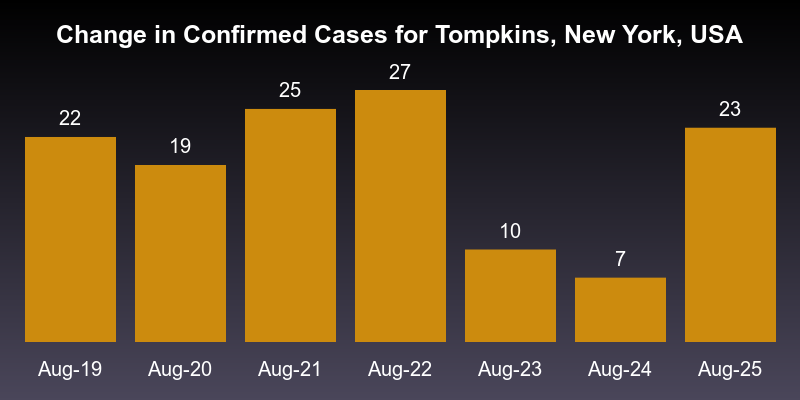 Change in Confirmed Cases for Tompkins, New York, USA
22
19
25
27
10
7
23
Aug-19
Aug-20
Aug-21
Aug-22
Aug-23
Aug-24
Aug-25